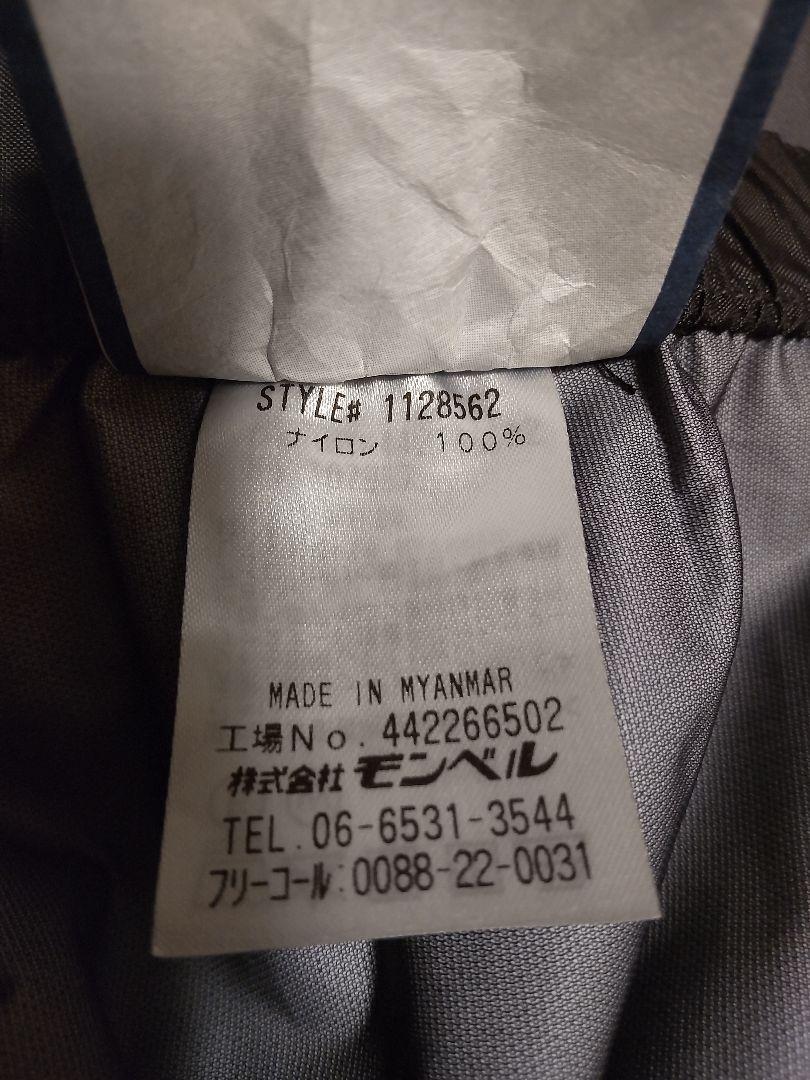 STYLE# 1128562
ナイロン 100%
MADE IN MYANMAR
工場No. 442266502
株式会社 モンベル
TEL. 06-6531-3544
フリーコール:0088-22-0031